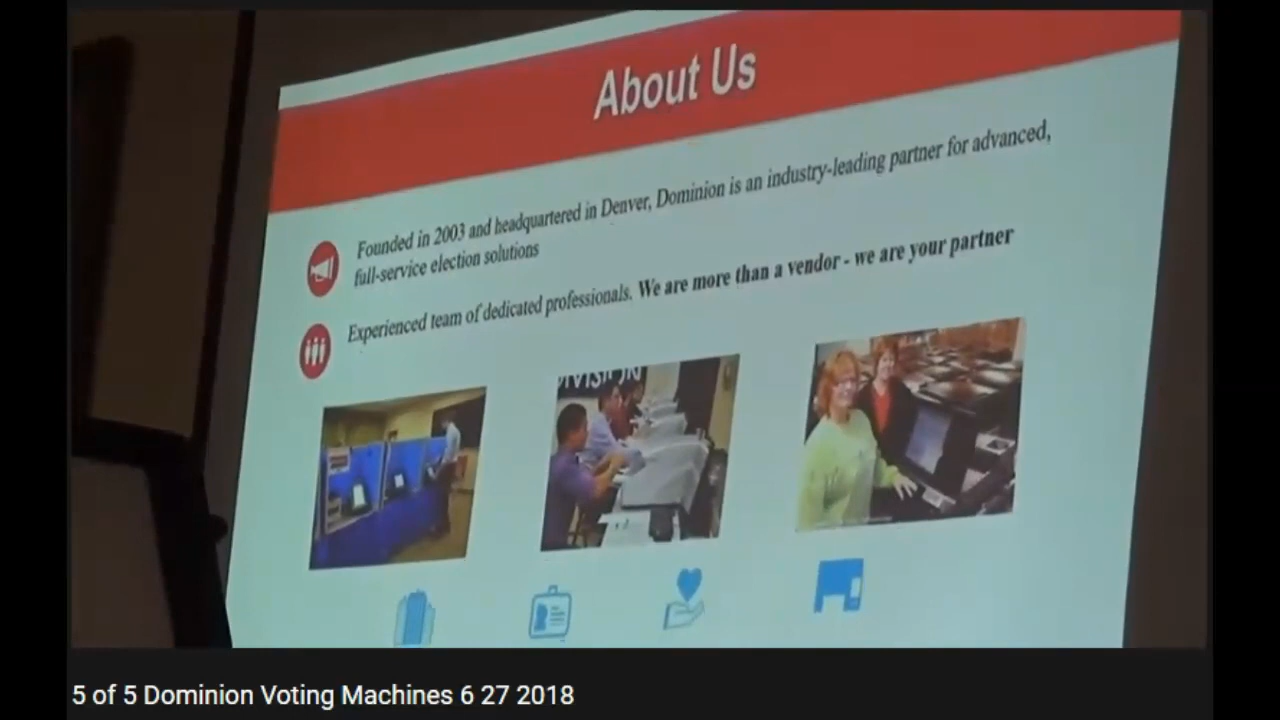 About Us
Founded in 2003 and headquartered in Denver, Dominion is an industry-leading partner for advanced,
full-service election solutions
Experienced team of dedicated professionals. We are more than a vendor - we are your partner
DIVISION
5 of 5 Dominion Voting Machines 6 27 2018